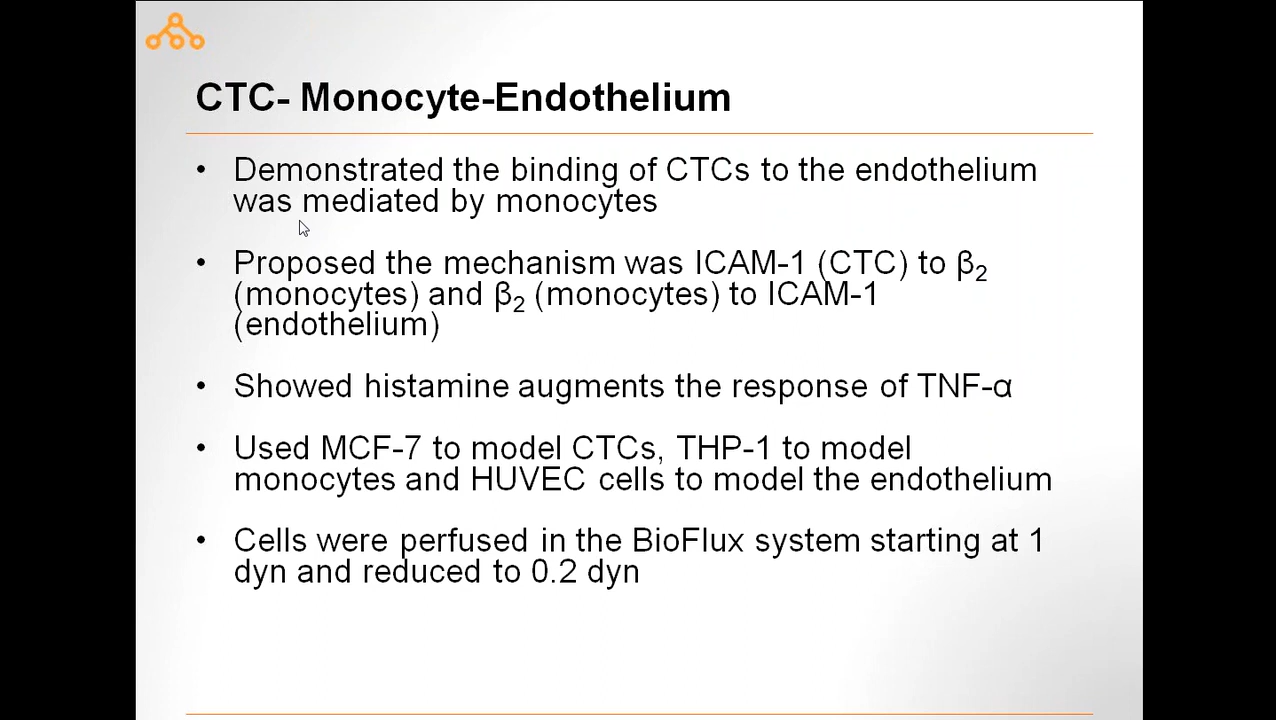 CTC- Monocyte-Endothelium
• Demonstrated the binding of CTCs to the endothelium
was mediated by monocytes
• Proposed the mechanism was ICAM-1 (CTC) to β₂
(monocytes) and β₂ (monocytes) to ICAM-1
(endothelium)
• Showed histamine augments the response of TNF-α
• Used MCF-7 to model CTCs, THP-1 to model
monocytes and HUVEC cells to model the endothelium
• Cells were perfused in the BioFlux system starting at 1
dyn and reduced to 0.2 dyn